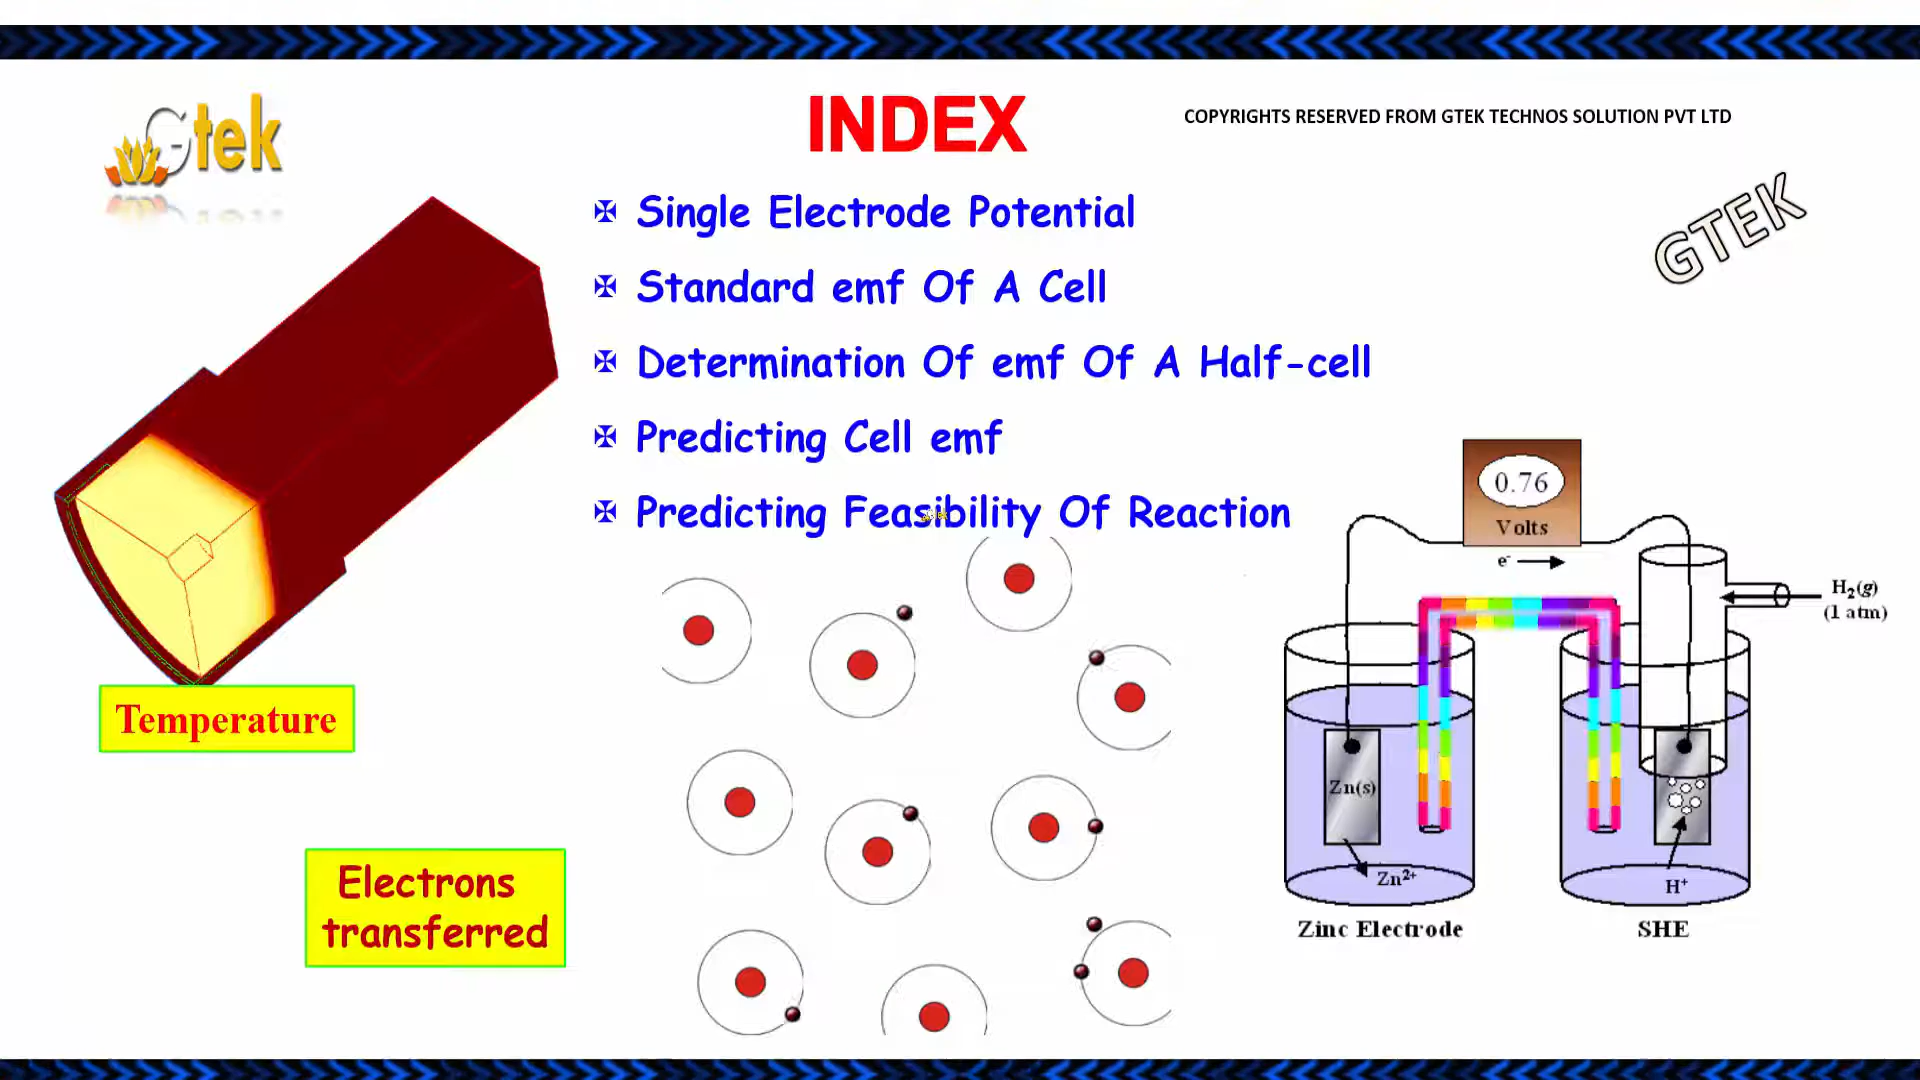 Gtek
INDEX
COPYRIGHTS RESERVED FROM GTEK TECHNOS SOLUTION PVT LTD
GTEK
Single Electrode Potential
Standard emf Of A Cell
Determination Of emf Of A Half-cell
Predicting Cell emf
Predicting Feasibility Of Reaction
0.76
Volts
e⁻
H₂(g)
(1 atm)
Temperature
Zn(s)
Zn²⁺
H⁺
Electrons
transferred
Zinc Electrode
SHE